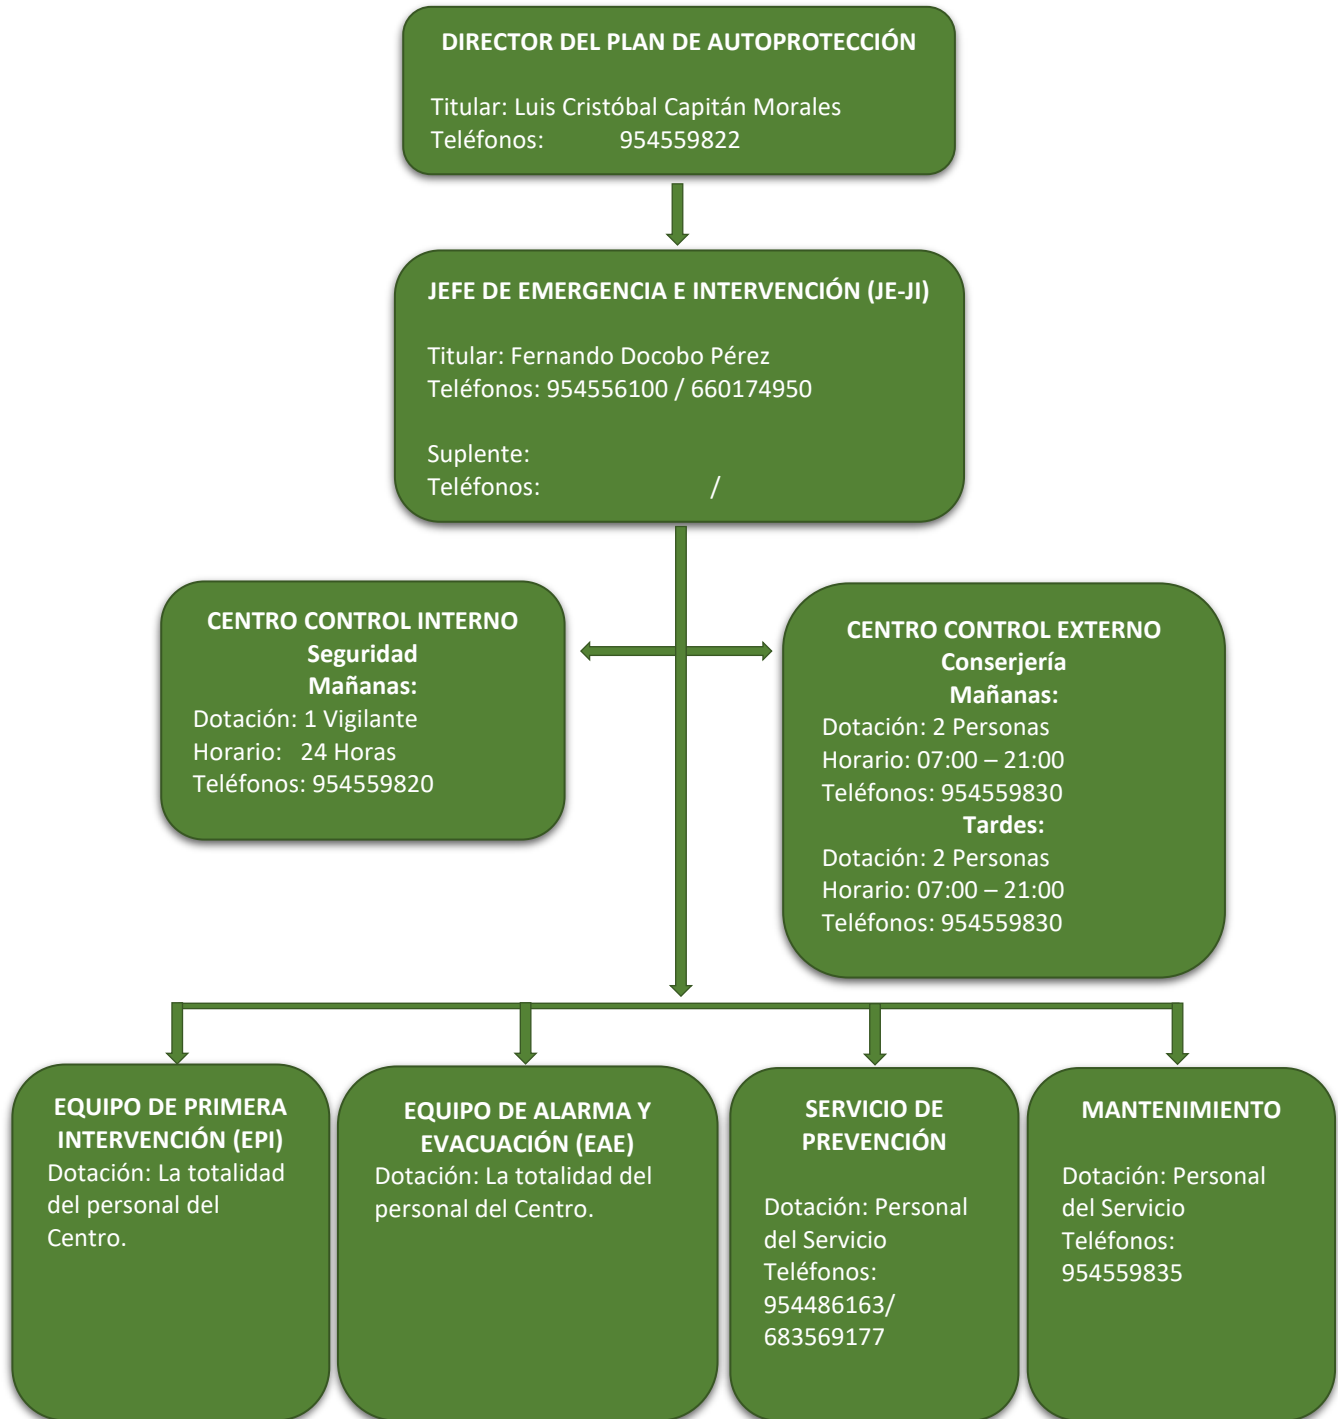 DIRECTOR DEL PLAN DE AUTOPROTECCIÓN
Titular: Luis Cristóbal Capitán Morales
Teléfonos: 954559822
JEFE DE EMERGENCIA E INTERVENCIÓN (JE-JI)
Titular: Fernando Docobo Pérez
Teléfonos: 954556100 / 660174950
Suplente:
Teléfonos: /
CENTRO CONTROL INTERNO
Seguridad
Mañanas:
Dotación: 1 Vigilante
Horario: 24 Horas
Teléfonos: 954559820
CENTRO CONTROL EXTERNO
Conserjería
Mañanas:
Dotación: 2 Personas
Horario: 07:00 – 21:00
Teléfonos: 954559830
Tardes:
Dotación: 2 Personas
Horario: 07:00 – 21:00
Teléfonos: 954559830
EQUIPO DE PRIMERA
INTERVENCIÓN (EPI)
Dotación: La totalidad
del personal del
Centro.
EQUIPO DE ALARMA Y
EVACUACIÓN (EAE)
Dotación: La totalidad del
personal del Centro.
SERVICIO DE
PREVENCIÓN
Dotación: Personal
del Servicio
Teléfonos:
954486163/
683569177
MANTENIMIENTO
Dotación: Personal
del Servicio
Teléfonos:
954559835